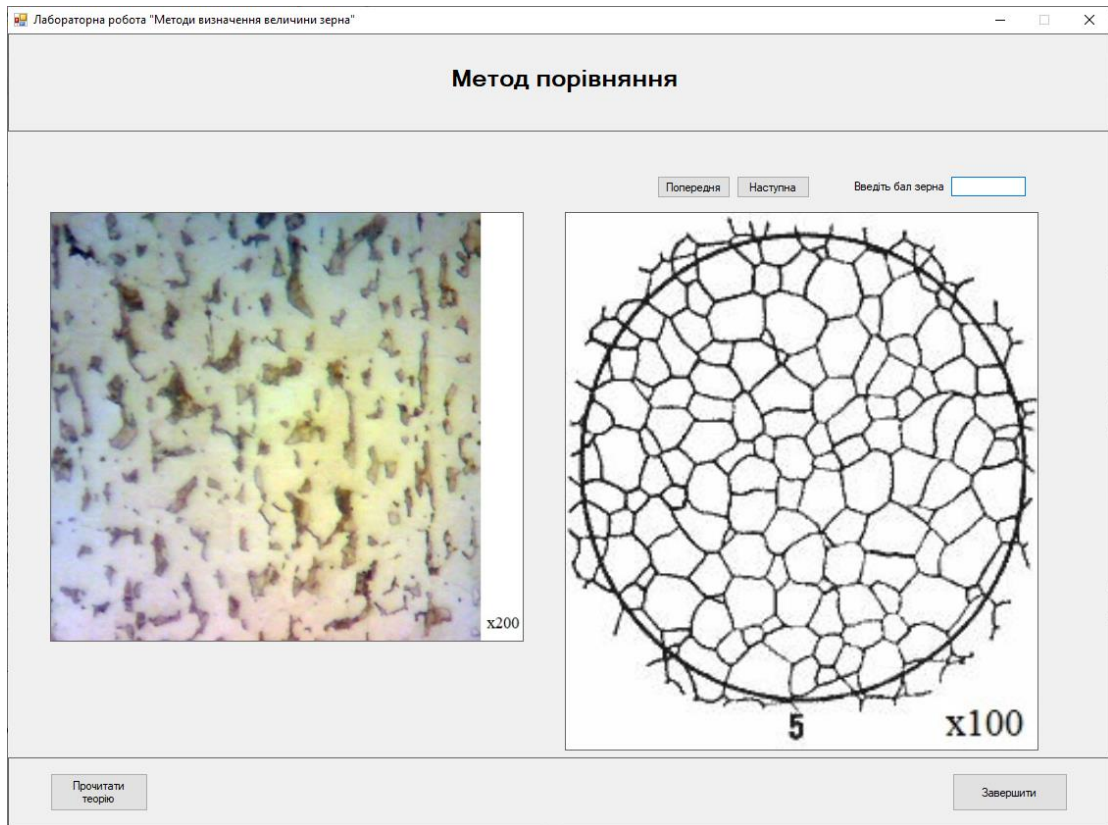 Лабораторна робота "Методи визначення величини зерна"
Метод порівняння
Попередня
Наступна
Введіть бал зерна
x200
5
x100
Прочитати
теорію
Завершити